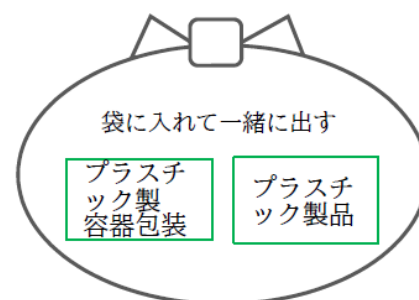 袋に入れて一緒に出す
プラスチ
ック製
容器包装
プラスチ
ック製品